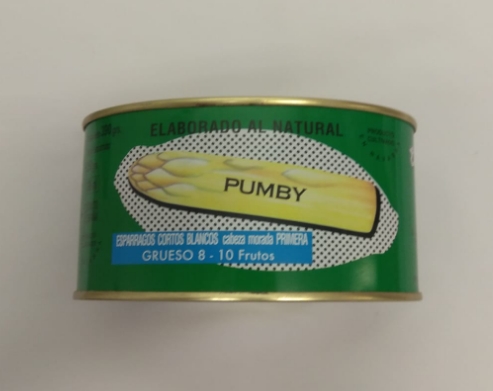 ELABORADO AL NATURAL
PUMBY
ESPARRAGOS CORTOS BLANCOS cabeza morada PRIMERA
GRUESO 8 - 10 Frutos